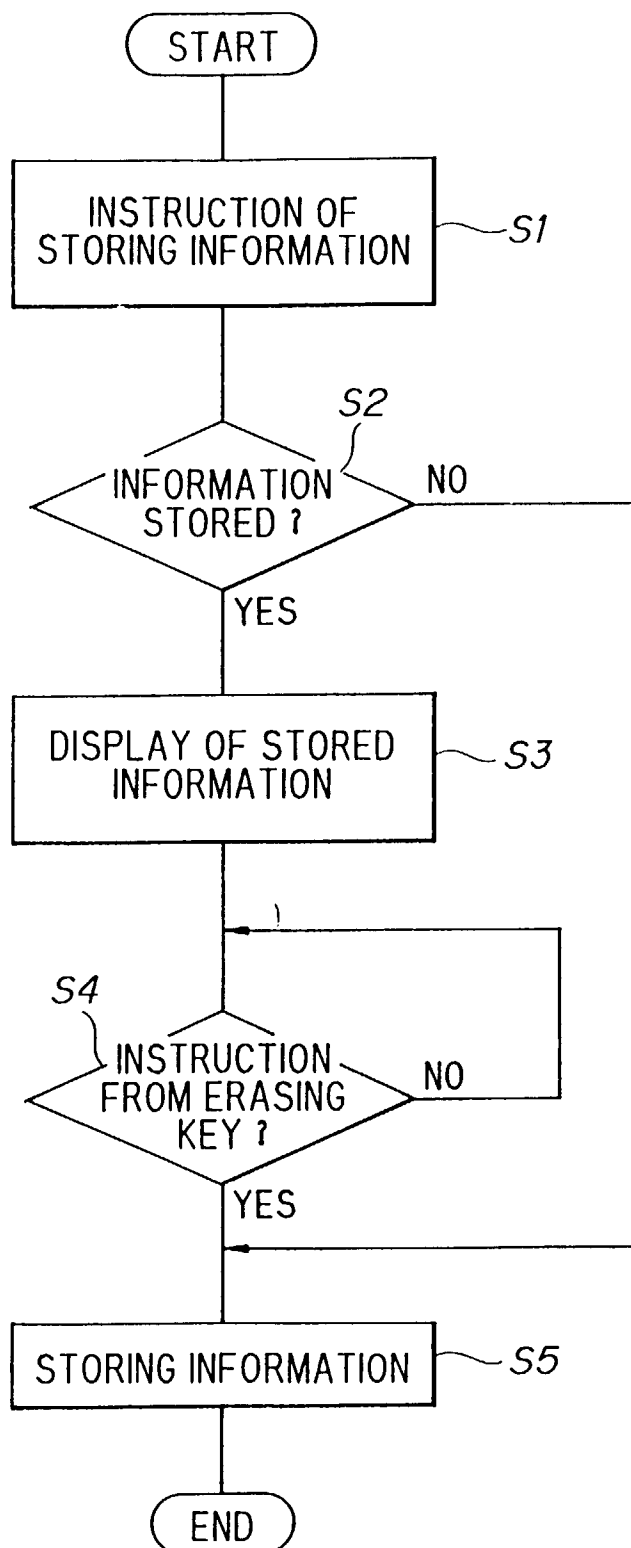 START
INSTRUCTION OF
STORING INFORMATION
S1
S2
INFORMATION
STORED ?
NO
YES
DISPLAY OF STORED
INFORMATION
S3
S4
INSTRUCTION
FROM ERASING
KEY ?
NO
YES
STORING INFORMATION
S5
END